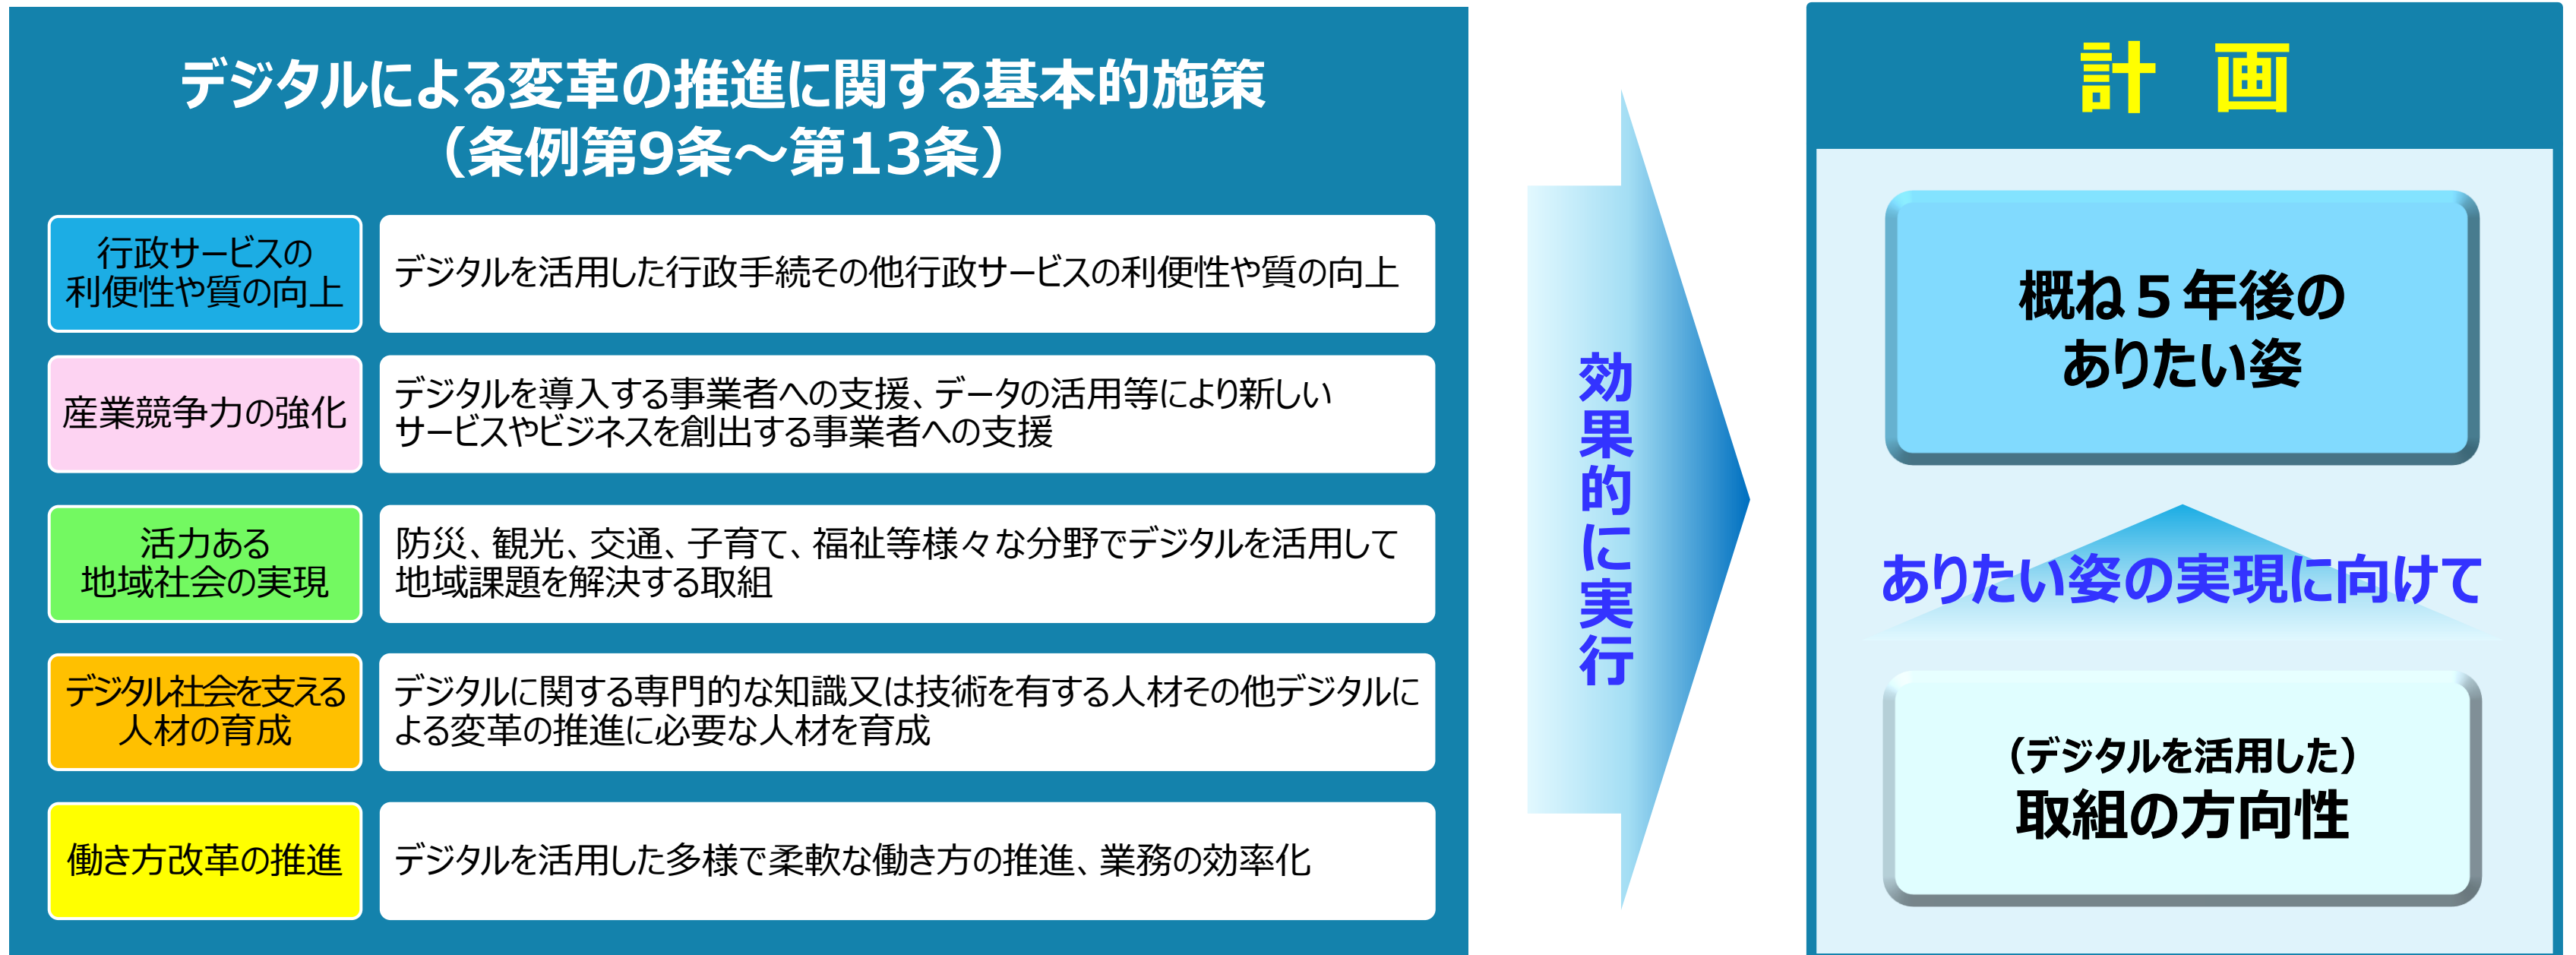 デジタルによる変革の推進に関する基本的施策
（条例第9条～第13条）
行政サービスの
利便性や質の向上
デジタルを活用した行政手続その他行政サービスの利便性や質の向上
産業競争力の強化
デジタルを導入する事業者への支援、データの活用等により新しい
サービスやビジネスを創出する事業者への支援
活力ある
地域社会の実現
防災、観光、交通、子育て、福祉等様々な分野でデジタルを活用して
地域課題を解決する取組
デジタル社会を支える
人材の育成
デジタルに関する専門的な知識又は技術を有する人材その他デジタルに
よる変革の推進に必要な人材を育成
働き方改革の推進
デジタルを活用した多様で柔軟な働き方の推進、業務の効率化
効果的に実行
計 画
概ね５年後の
ありたい姿
ありたい姿の実現に向けて
（デジタルを活用した）
取組の方向性